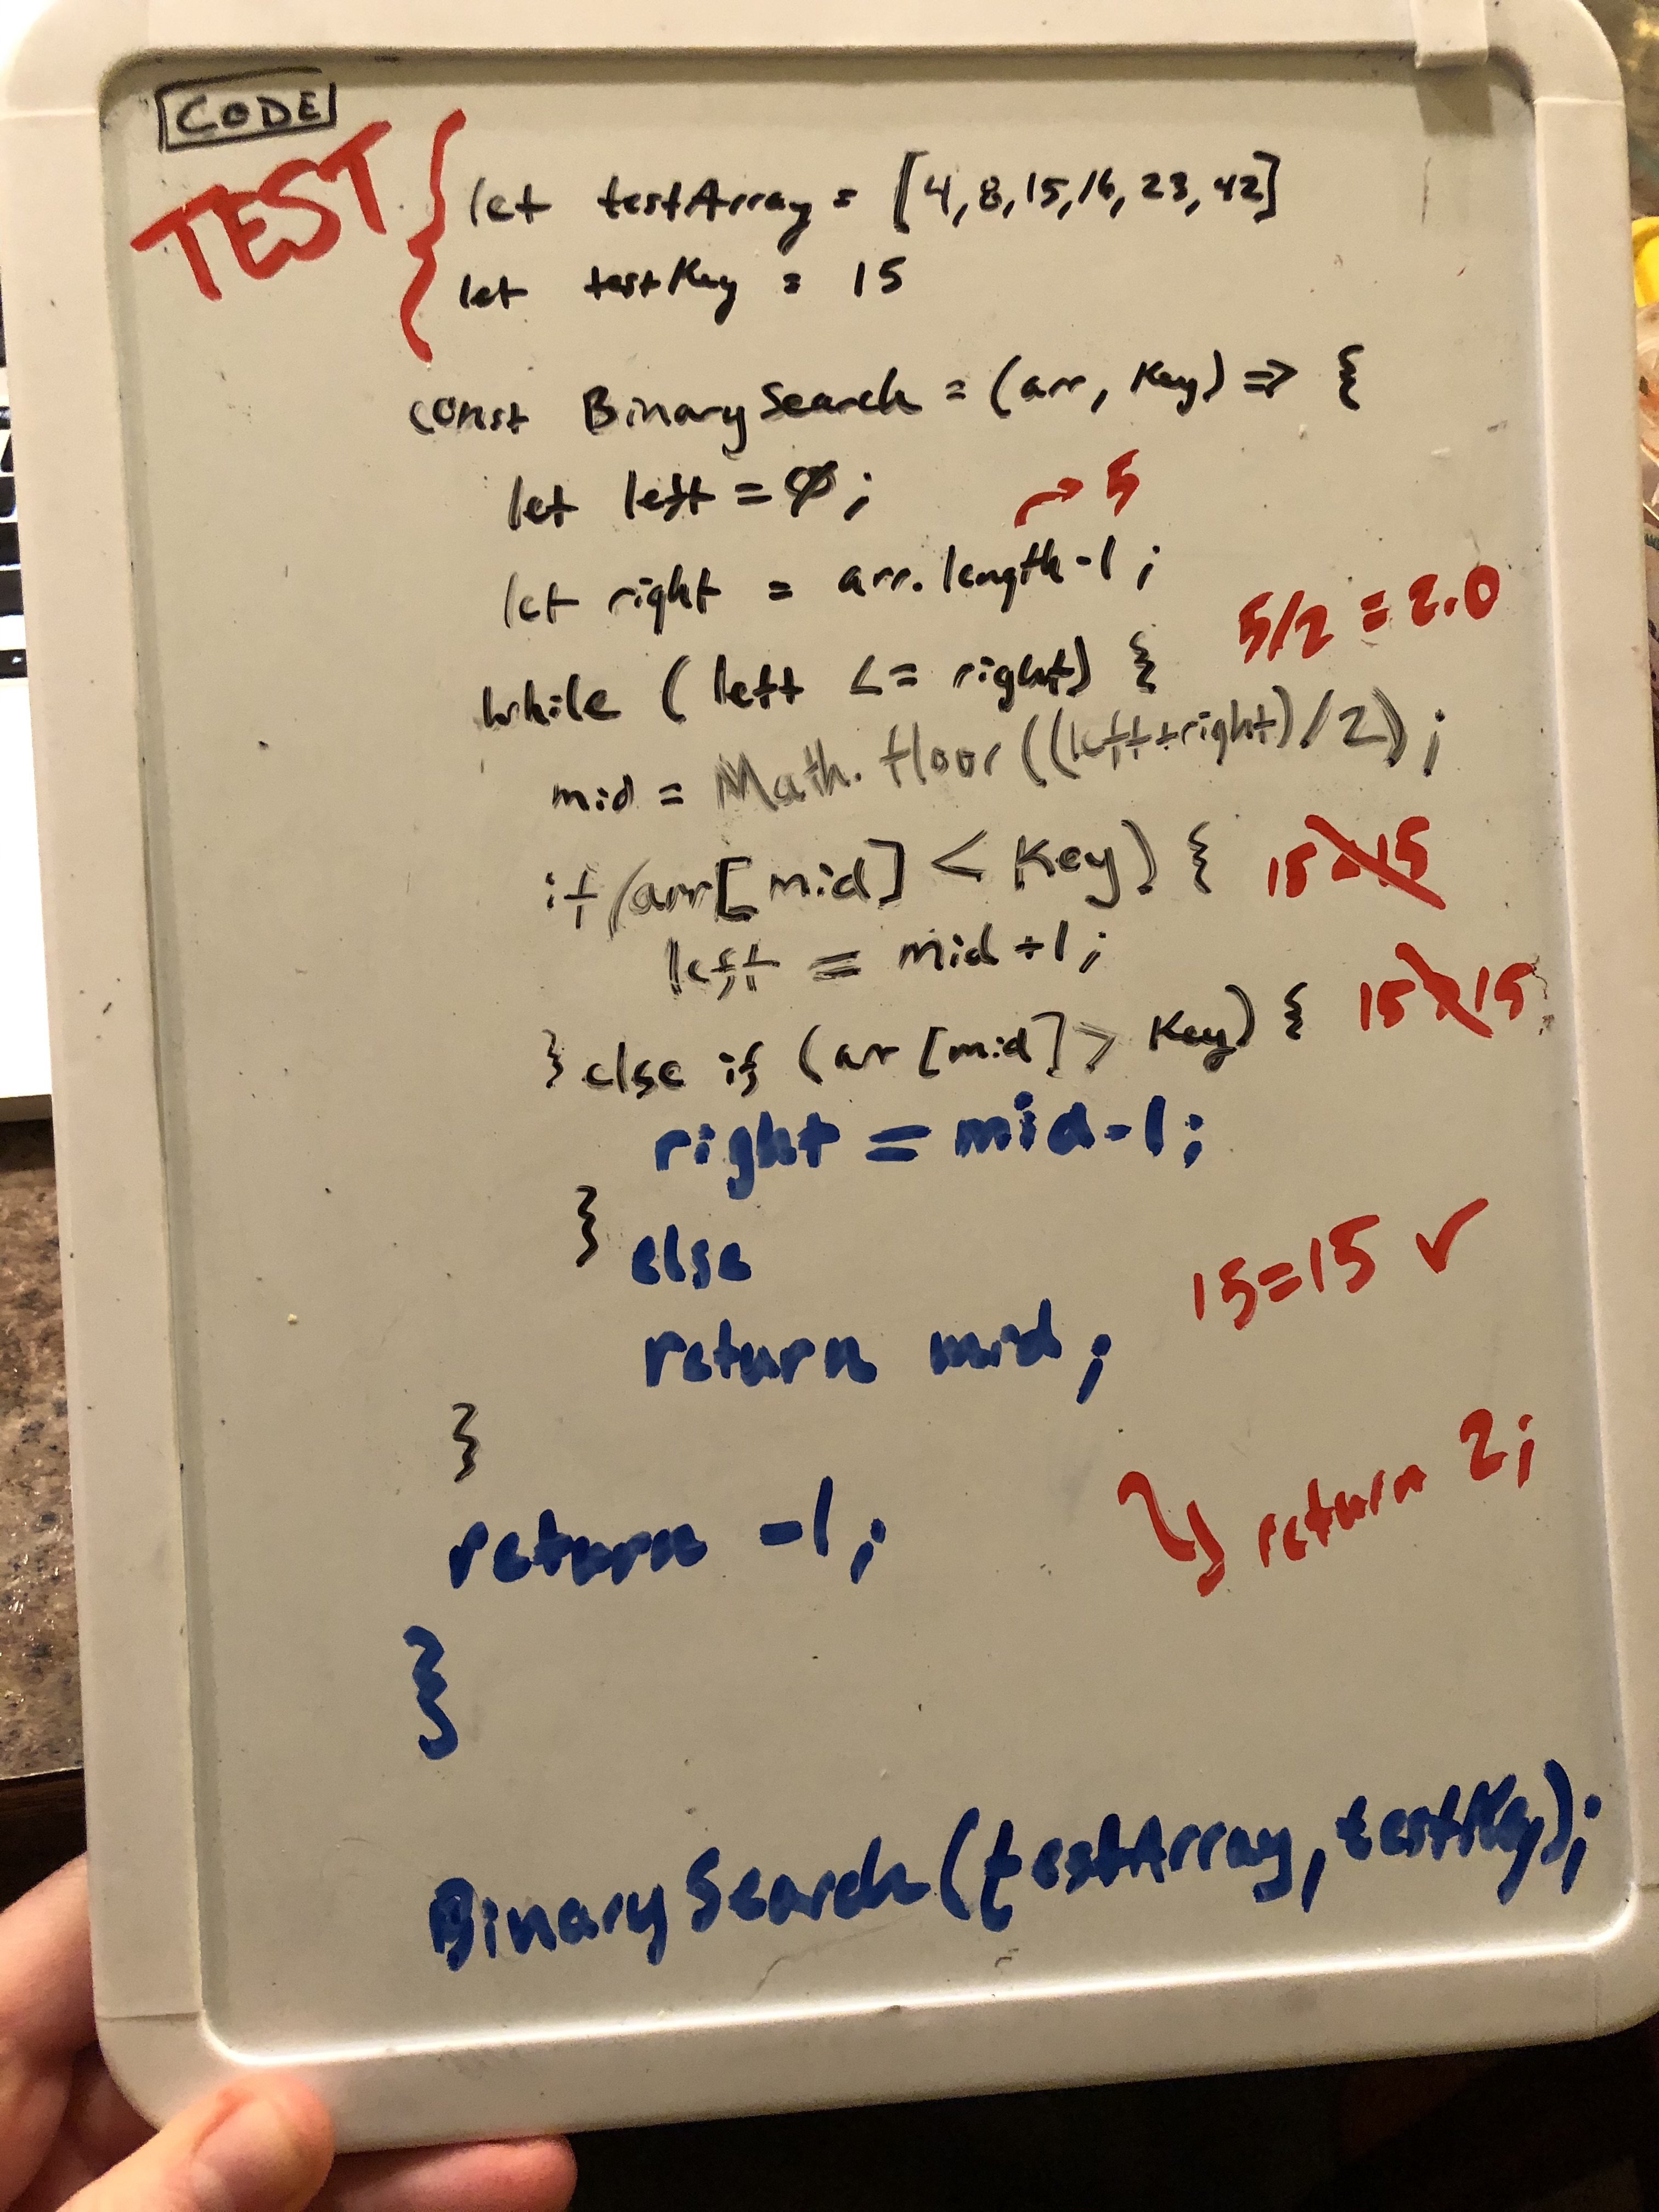 CODE
TEST {
let testArray = [4,8,15,16,23,42]
let testKey = 15
const BinarySearch = (arr, Key) => {
let left = 0;
→ 5
let right = arr.length-1;
5/2 = 2.0
while ( left <= right) {
mid = Math.floor((left+right)/2);
if(arr[mid] < Key) { 15<15
left = mid+1;
} else if (arr[mid] > Key) { 15>15
right = mid-1;
} else
15=15 ✓
return mid;
}
return 2;
return -1;
}
BinarySearch(testArray,testKey);